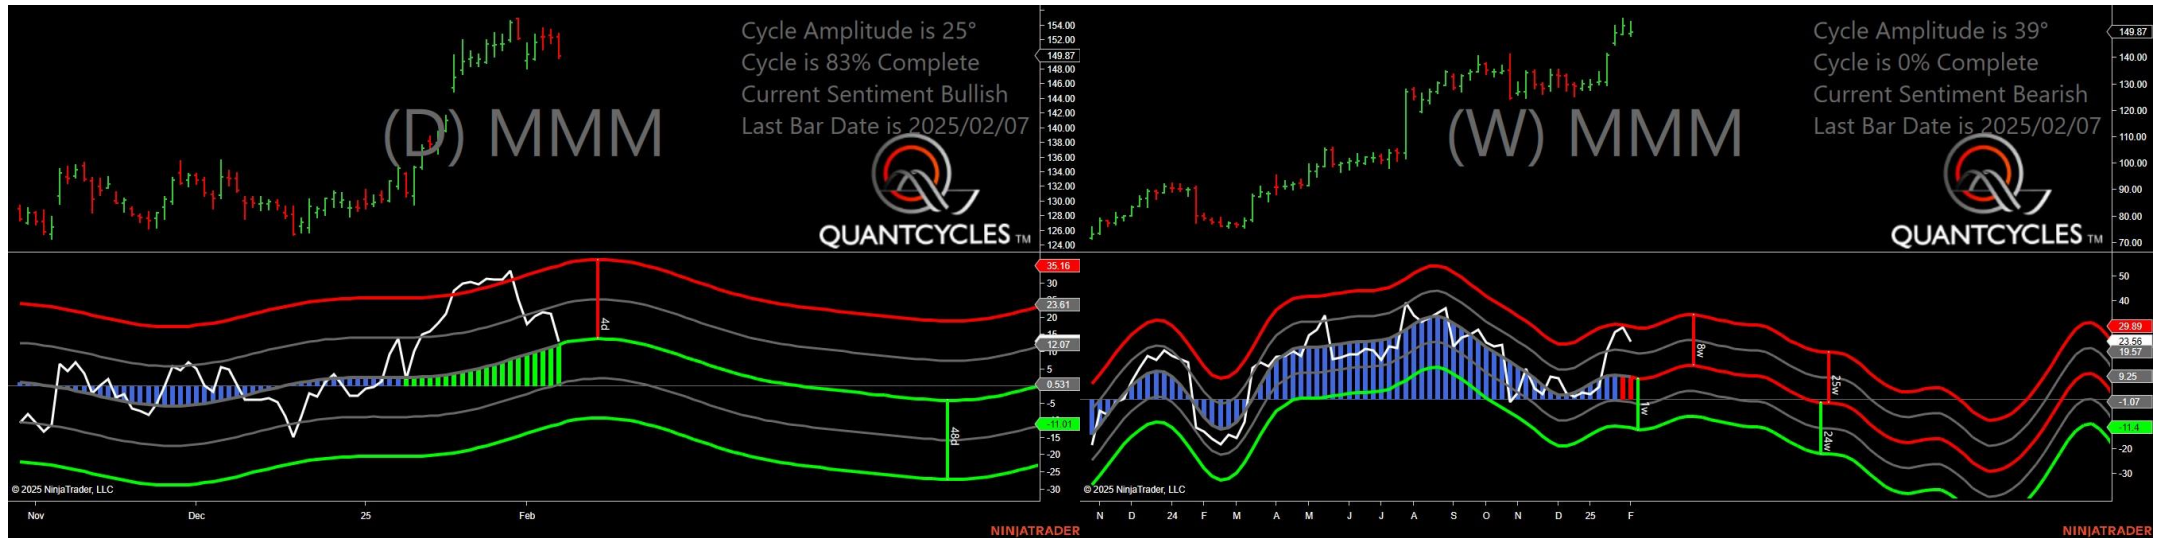 Cycle Amplitude is 25°
Cycle is 83% Complete
Current Sentiment Bullish
Last Bar Date is 2025/02/07
(D) MMM
QUANTCYCLES TM
154.00
152.00
149.87
148.00
146.00
144.00
142.00
140.00
138.00
136.00
134.00
132.00
130.00
128.00
126.00
124.00
35.16
30
23.61
20
15
12.07
10
5
0.531
-5
-11.01
-15
-20
-25
-30
4d
48d
© 2025 NinjaTrader, LLC
Nov Dec 25 Feb
NINJATRADER
Cycle Amplitude is 39°
Cycle is 0% Complete
Current Sentiment Bearish
Last Bar Date is 2025/02/07
(W) MMM
QUANTCYCLES TM
149.87
140.00
130.00
120.00
110.00
100.00
90.00
80.00
70.00
50
40
29.89
23.56
19.57
9.25
-1.07
-11.4
-20
-30
8w
25w
1w
24w
© 2025 NinjaTrader, LLC
N D 24 F M A M J J A S O N D 25 F
NINJATRADER